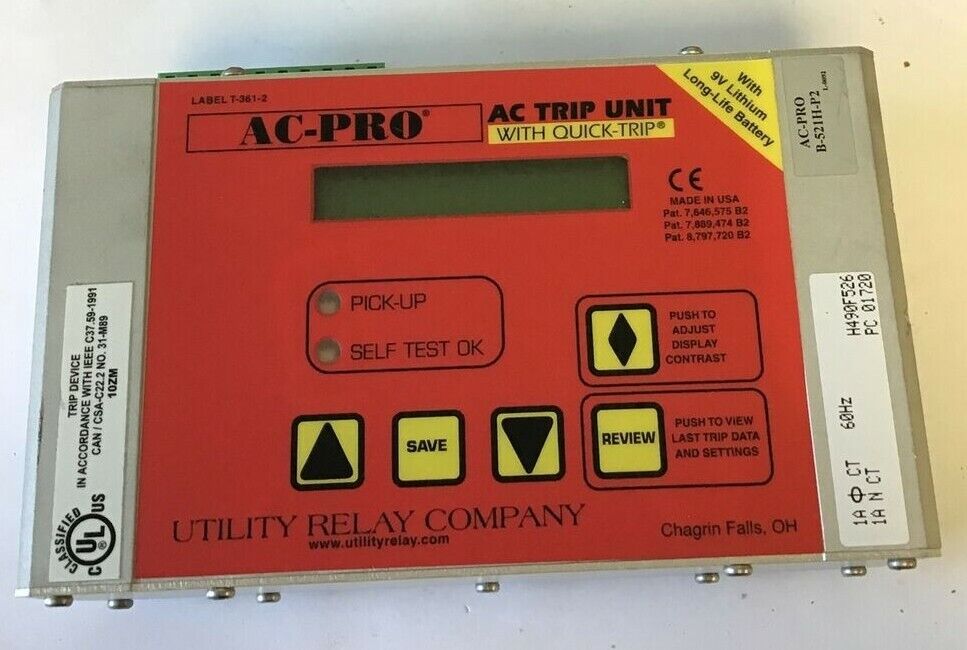 LABEL T-361-2
AC-PRO®
AC TRIP UNIT
WITH QUICK-TRIP®
With
9V Lithium
Long-Life Battery
AC-PRO
B-521H-P2
CE
MADE IN USA
Pat. 7,646,575 B2
Pat. 7,889,474 B2
Pat. 8,797,720 B2
PICK-UP
SELF TEST OK
PUSH TO
ADJUST
DISPLAY
CONTRAST
SAVE
REVIEW
PUSH TO VIEW
LAST TRIP DATA
AND SETTINGS
UTILITY RELAY COMPANY
www.utilityrelay.com
Chagrin Falls, OH
TRIP DEVICE
IN ACCORDANCE WITH IEEE C37.59-1991
CAN / CSA-C22.2 NO. 31-M89
10ZM
CLASSIFIED
C UL US
1A Φ CT 60Hz H490F526
1A N CT PC 01720